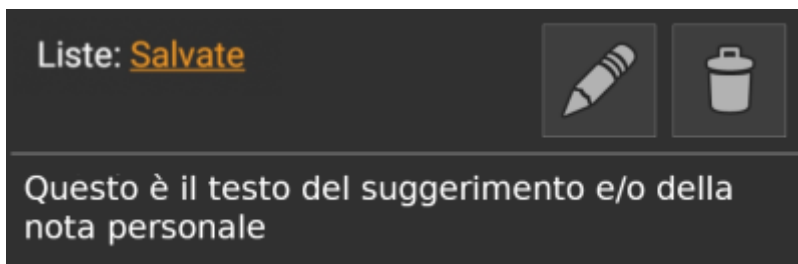 Liste: Salvate
Questo è il testo del suggerimento e/o della
nota personale